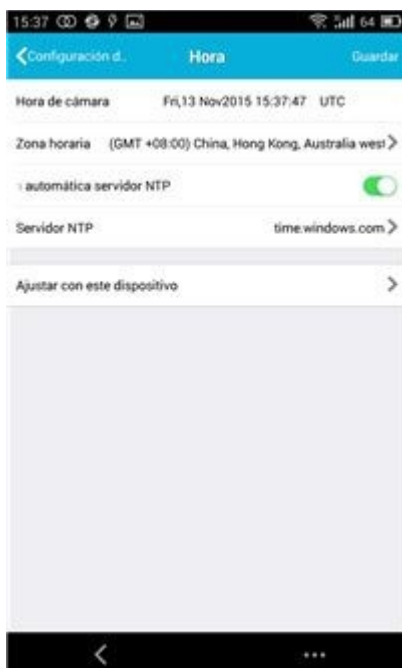 15:37 64
Configuración d.. Hora Guardar
Hora de cámara Fri,13 Nov2015 15:37:47 UTC
Zona horaria (GMT +08:00) China, Hong Kong, Australia west
automática servidor NTP
Servidor NTP time.windows.com
Ajustar con este dispositivo